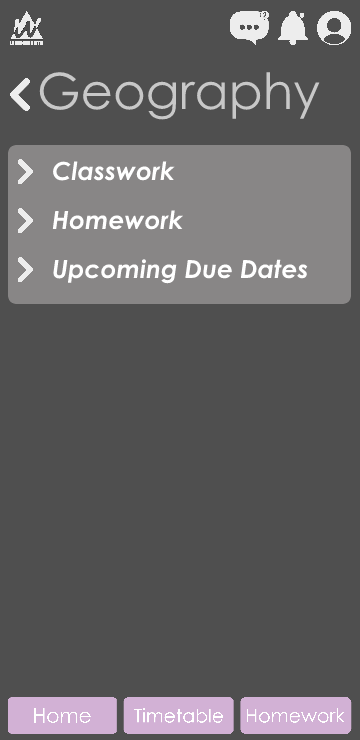 Geography
Classwork
Homework
Upcoming Due Dates
Home
Timetable
Homework